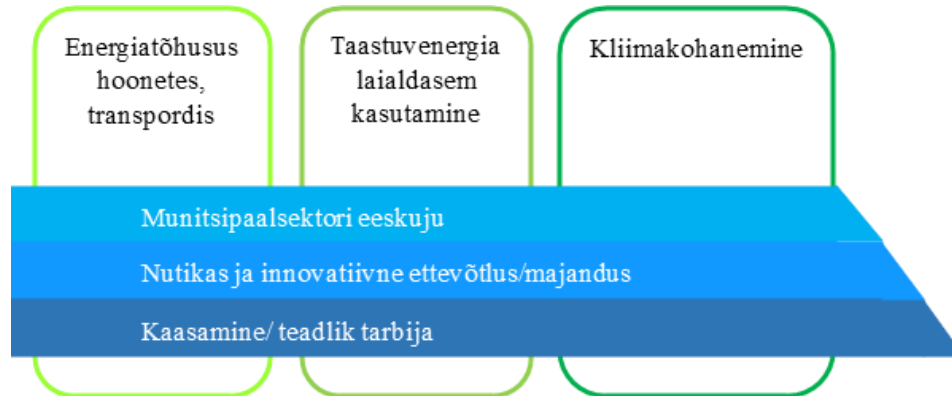 Energiatõhusus
hoonetes,
transpordis
Taastuvenergia
laialdasem
kasutamine
Kliimakohanemine
Munitsipaalsektori eeskuju
Nutikas ja innovatiivne ettevõtlus/majandus
Kaasamine/ teadlik tarbija